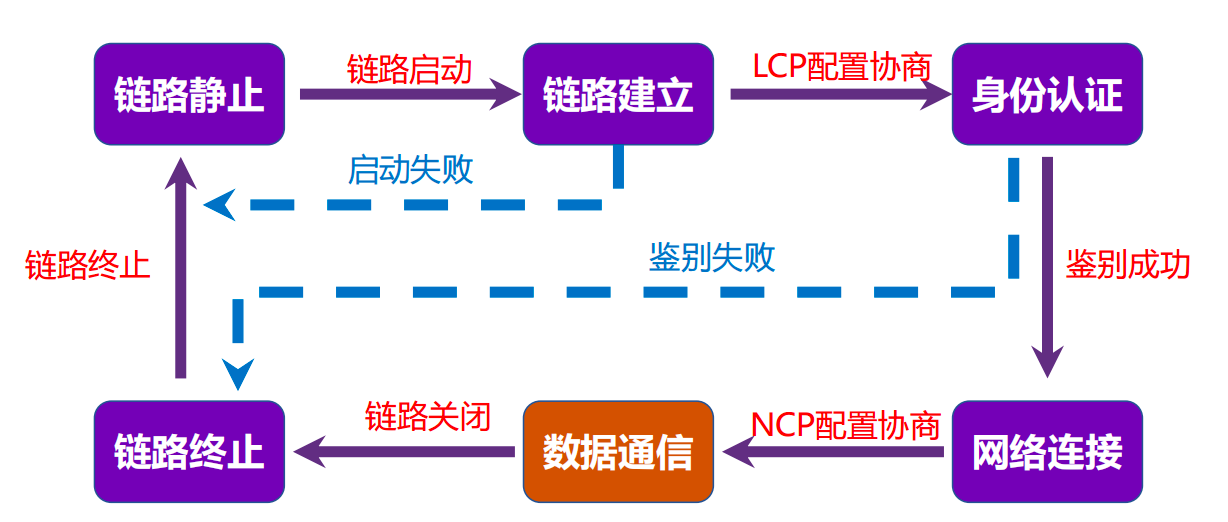 链路静止
链路启动
链路建立
LCP配置协商
身份认证
启动失败
鉴别失败
链路终止
鉴别成功
链路终止
链路关闭
数据通信
NCP配置协商
网络连接